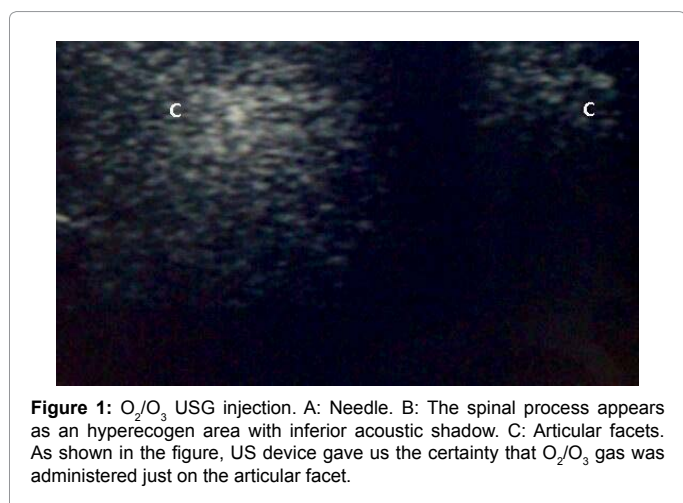 C C
Figure 1: O2/O3 USG injection. A: Needle. B: The spinal process appears
as an hyperecogen area with inferior acoustic shadow. C: Articular facets.
As shown in the figure, US device gave us the certainty that O2/O3 gas was
administered just on the articular facet.